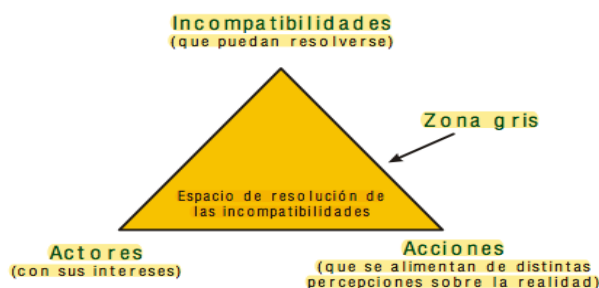 Incompatibilidades
(que puedan resolverse)
Zona gris
Espacio de resolución de
las incompatibilidades
Actores
(con sus intereses)
Acciones
(que se alimentan de distintas
percepciones sobre la realidad)